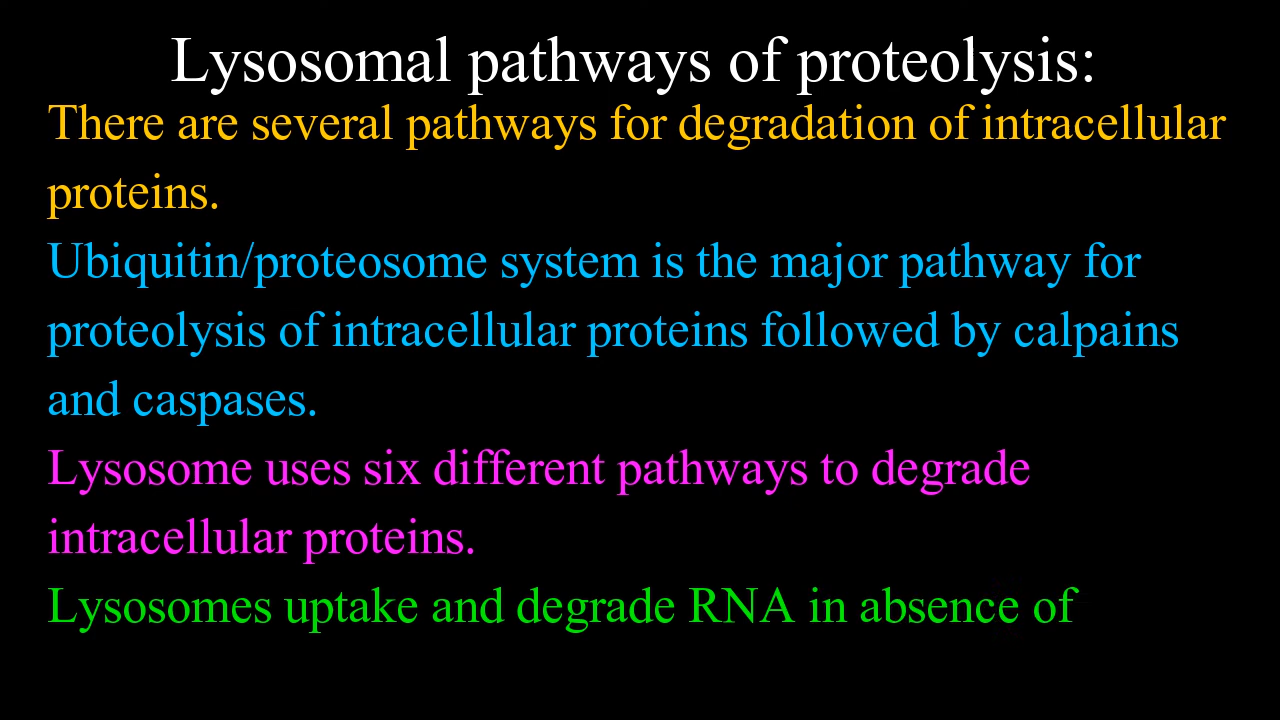 Lysosomal pathways of proteolysis:
There are several pathways for degradation of intracellular
proteins.
Ubiquitin/proteosome system is the major pathway for
proteolysis of intracellular proteins followed by calpains
and caspases.
Lysosome uses six different pathways to degrade
intracellular proteins.
Lysosomes uptake and degrade RNA in absence of